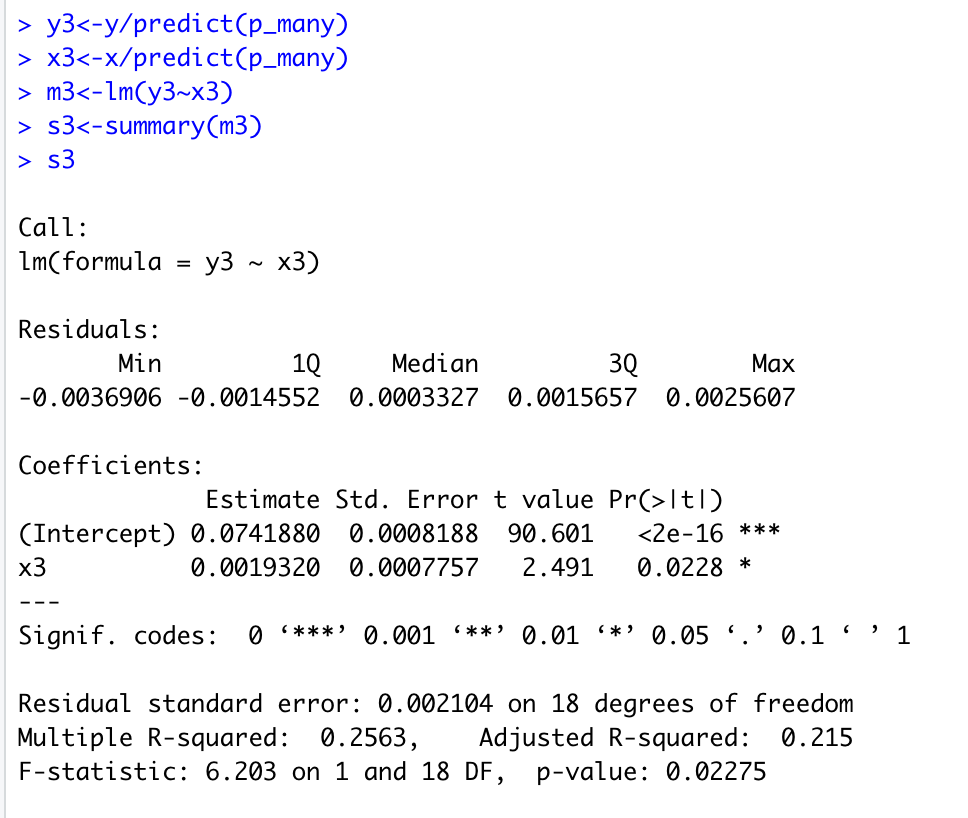 > y3<-y/predict(p_many)
> x3<-x/predict(p_many)
> m3<-lm(y3~x3)
> s3<-summary(m3)
> s3
Call:
lm(formula = y3 ~ x3)
Residuals:
       Min         1Q     Median         3Q        Max
-0.0036906 -0.0014552  0.0003327  0.0015657  0.0025607
Coefficients:
             Estimate Std. Error t value Pr(>|t|)
(Intercept) 0.0741880  0.0008188  90.601   <2e-16 ***
x3          0.0019320  0.0007757   2.491   0.0228 *
---
Signif. codes:  0 ‘***’ 0.001 ‘**’ 0.01 ‘*’ 0.05 ‘.’ 0.1 ‘ ’ 1
Residual standard error: 0.002104 on 18 degrees of freedom
Multiple R-squared:  0.2563,    Adjusted R-squared:  0.215
F-statistic: 6.203 on 1 and 18 DF,  p-value: 0.02275